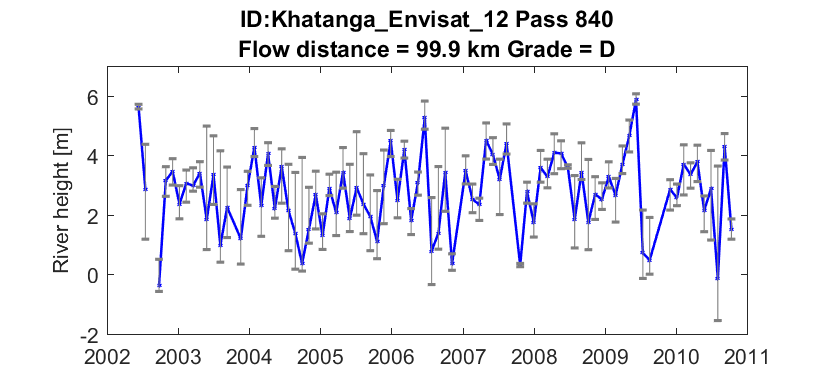 ID:Khatanga_Envisat_12 Pass 840
Flow distance = 99.9 km Grade = D
River height [m]
6
4
2
0
-2
2002 2003 2004 2005 2006 2007 2008 2009 2010 2011